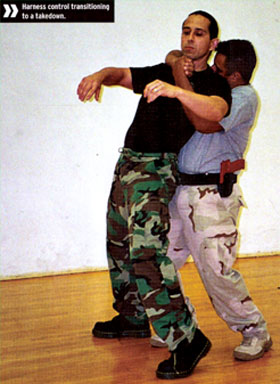 Harness control transitioning
to a takedown.